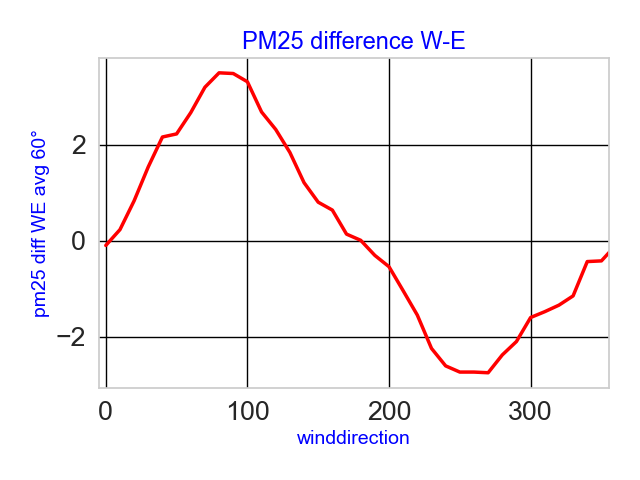 PM25 difference W-E
pm25 diff WE avg 60°
2
0
−2
0 100 200 300
winddirection